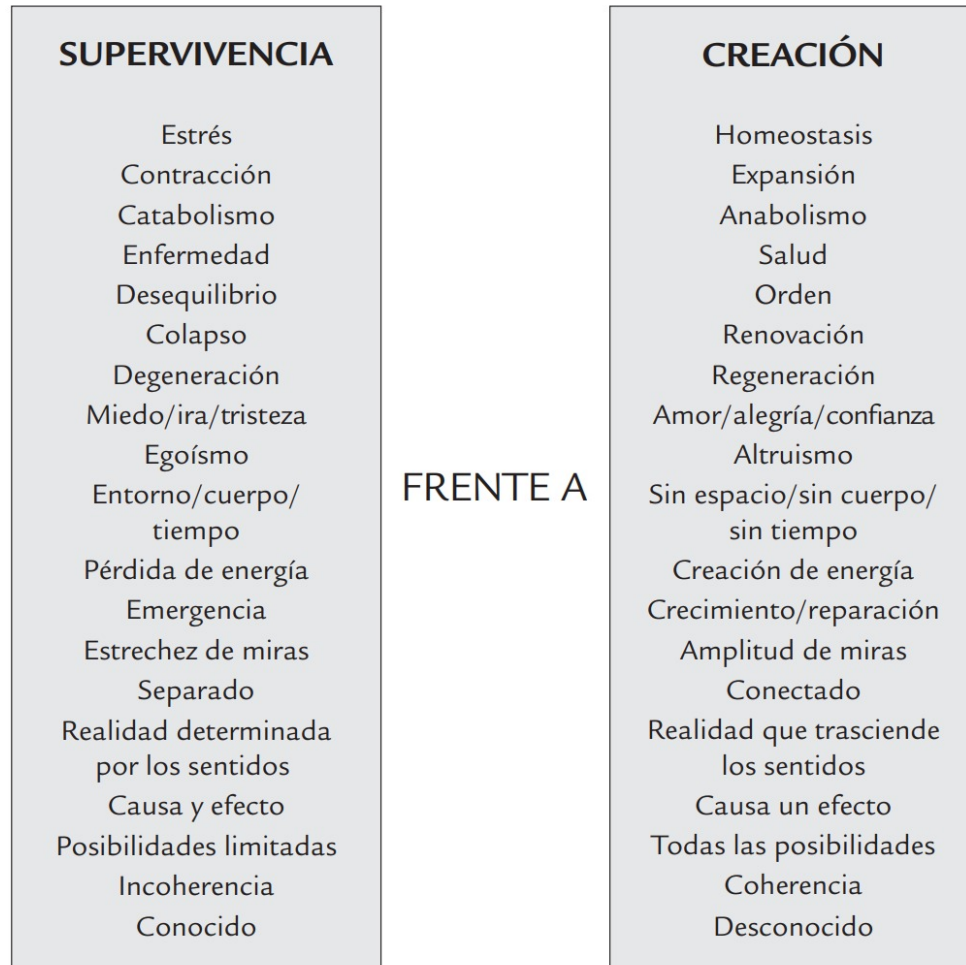 SUPERVIVENCIA
Estrés
Contracción
Catabolismo
Enfermedad
Desequilibrio
Colapso
Degeneración
Miedo/ira/tristeza
Egoísmo
Entorno/cuerpo/
tiempo
Pérdida de energía
Emergencia
Estrechez de miras
Separado
Realidad determinada
por los sentidos
Causa y efecto
Posibilidades limitadas
Incoherencia
Conocido
FRENTE A
CREACIÓN
Homeostasis
Expansión
Anabolismo
Salud
Orden
Renovación
Regeneración
Amor/alegría/confianza
Altruismo
Sin espacio/sin cuerpo/
sin tiempo
Creación de energía
Crecimiento/reparación
Amplitud de miras
Conectado
Realidad que trasciende
los sentidos
Causa un efecto
Todas las posibilidades
Coherencia
Desconocido